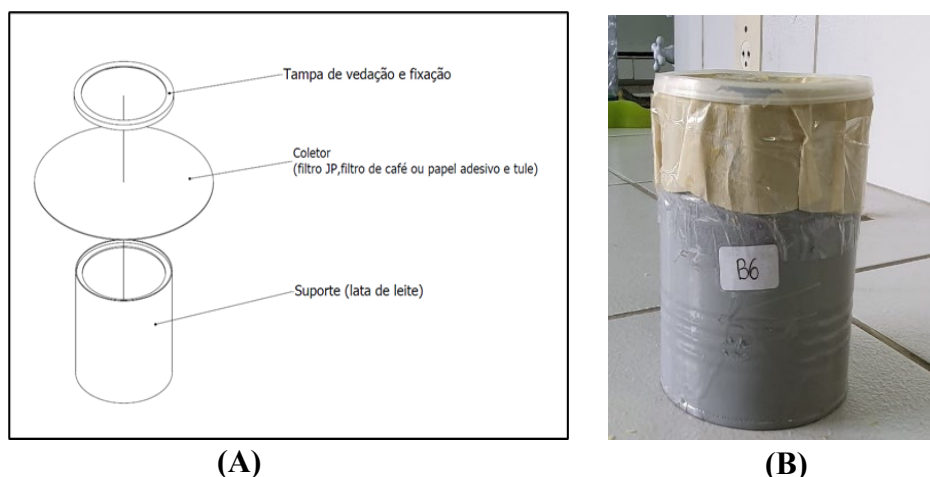 Tampa de vedação e fixação
Coletor
(filtro JP,filtro de café ou papel adesivo e tule)
Suporte (lata de leite)
B6
(A)
(B)